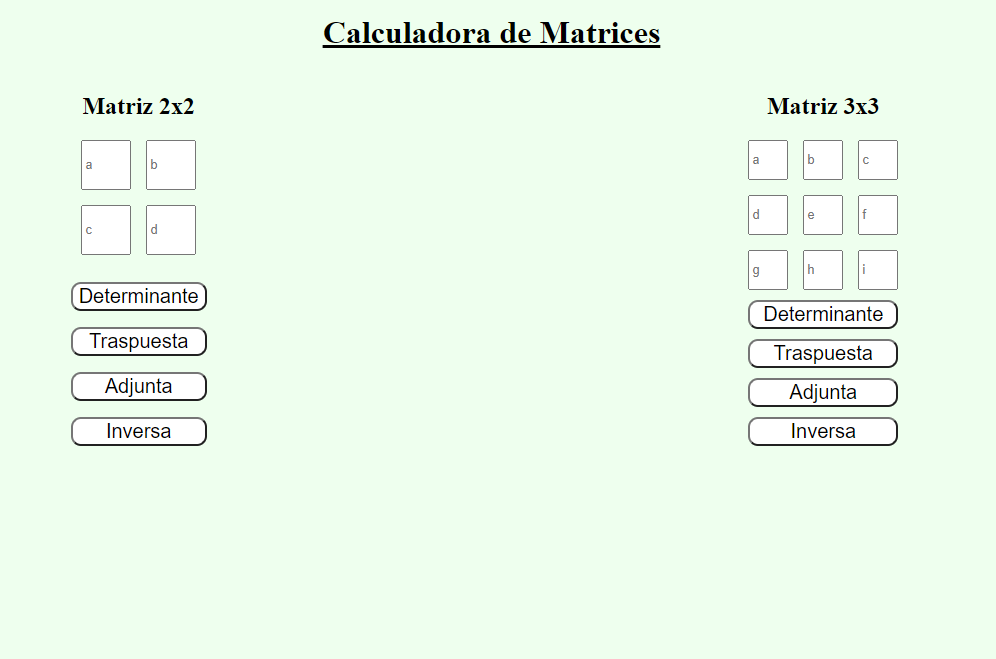 Calculadora de Matrices
Matriz 2x2
a b
c d
Determinante
Traspuesta
Adjunta
Inversa
Matriz 3x3
a b c
d e f
g h i
Determinante
Traspuesta
Adjunta
Inversa